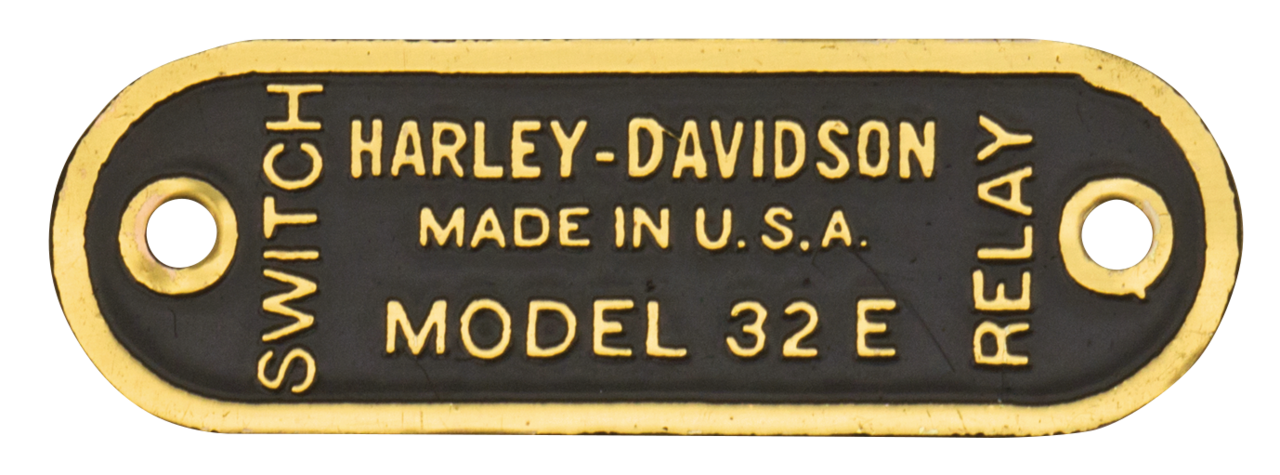 SWITCH
HARLEY-DAVIDSON
MADE IN U.S.A.
MODEL 32 E
RELAY